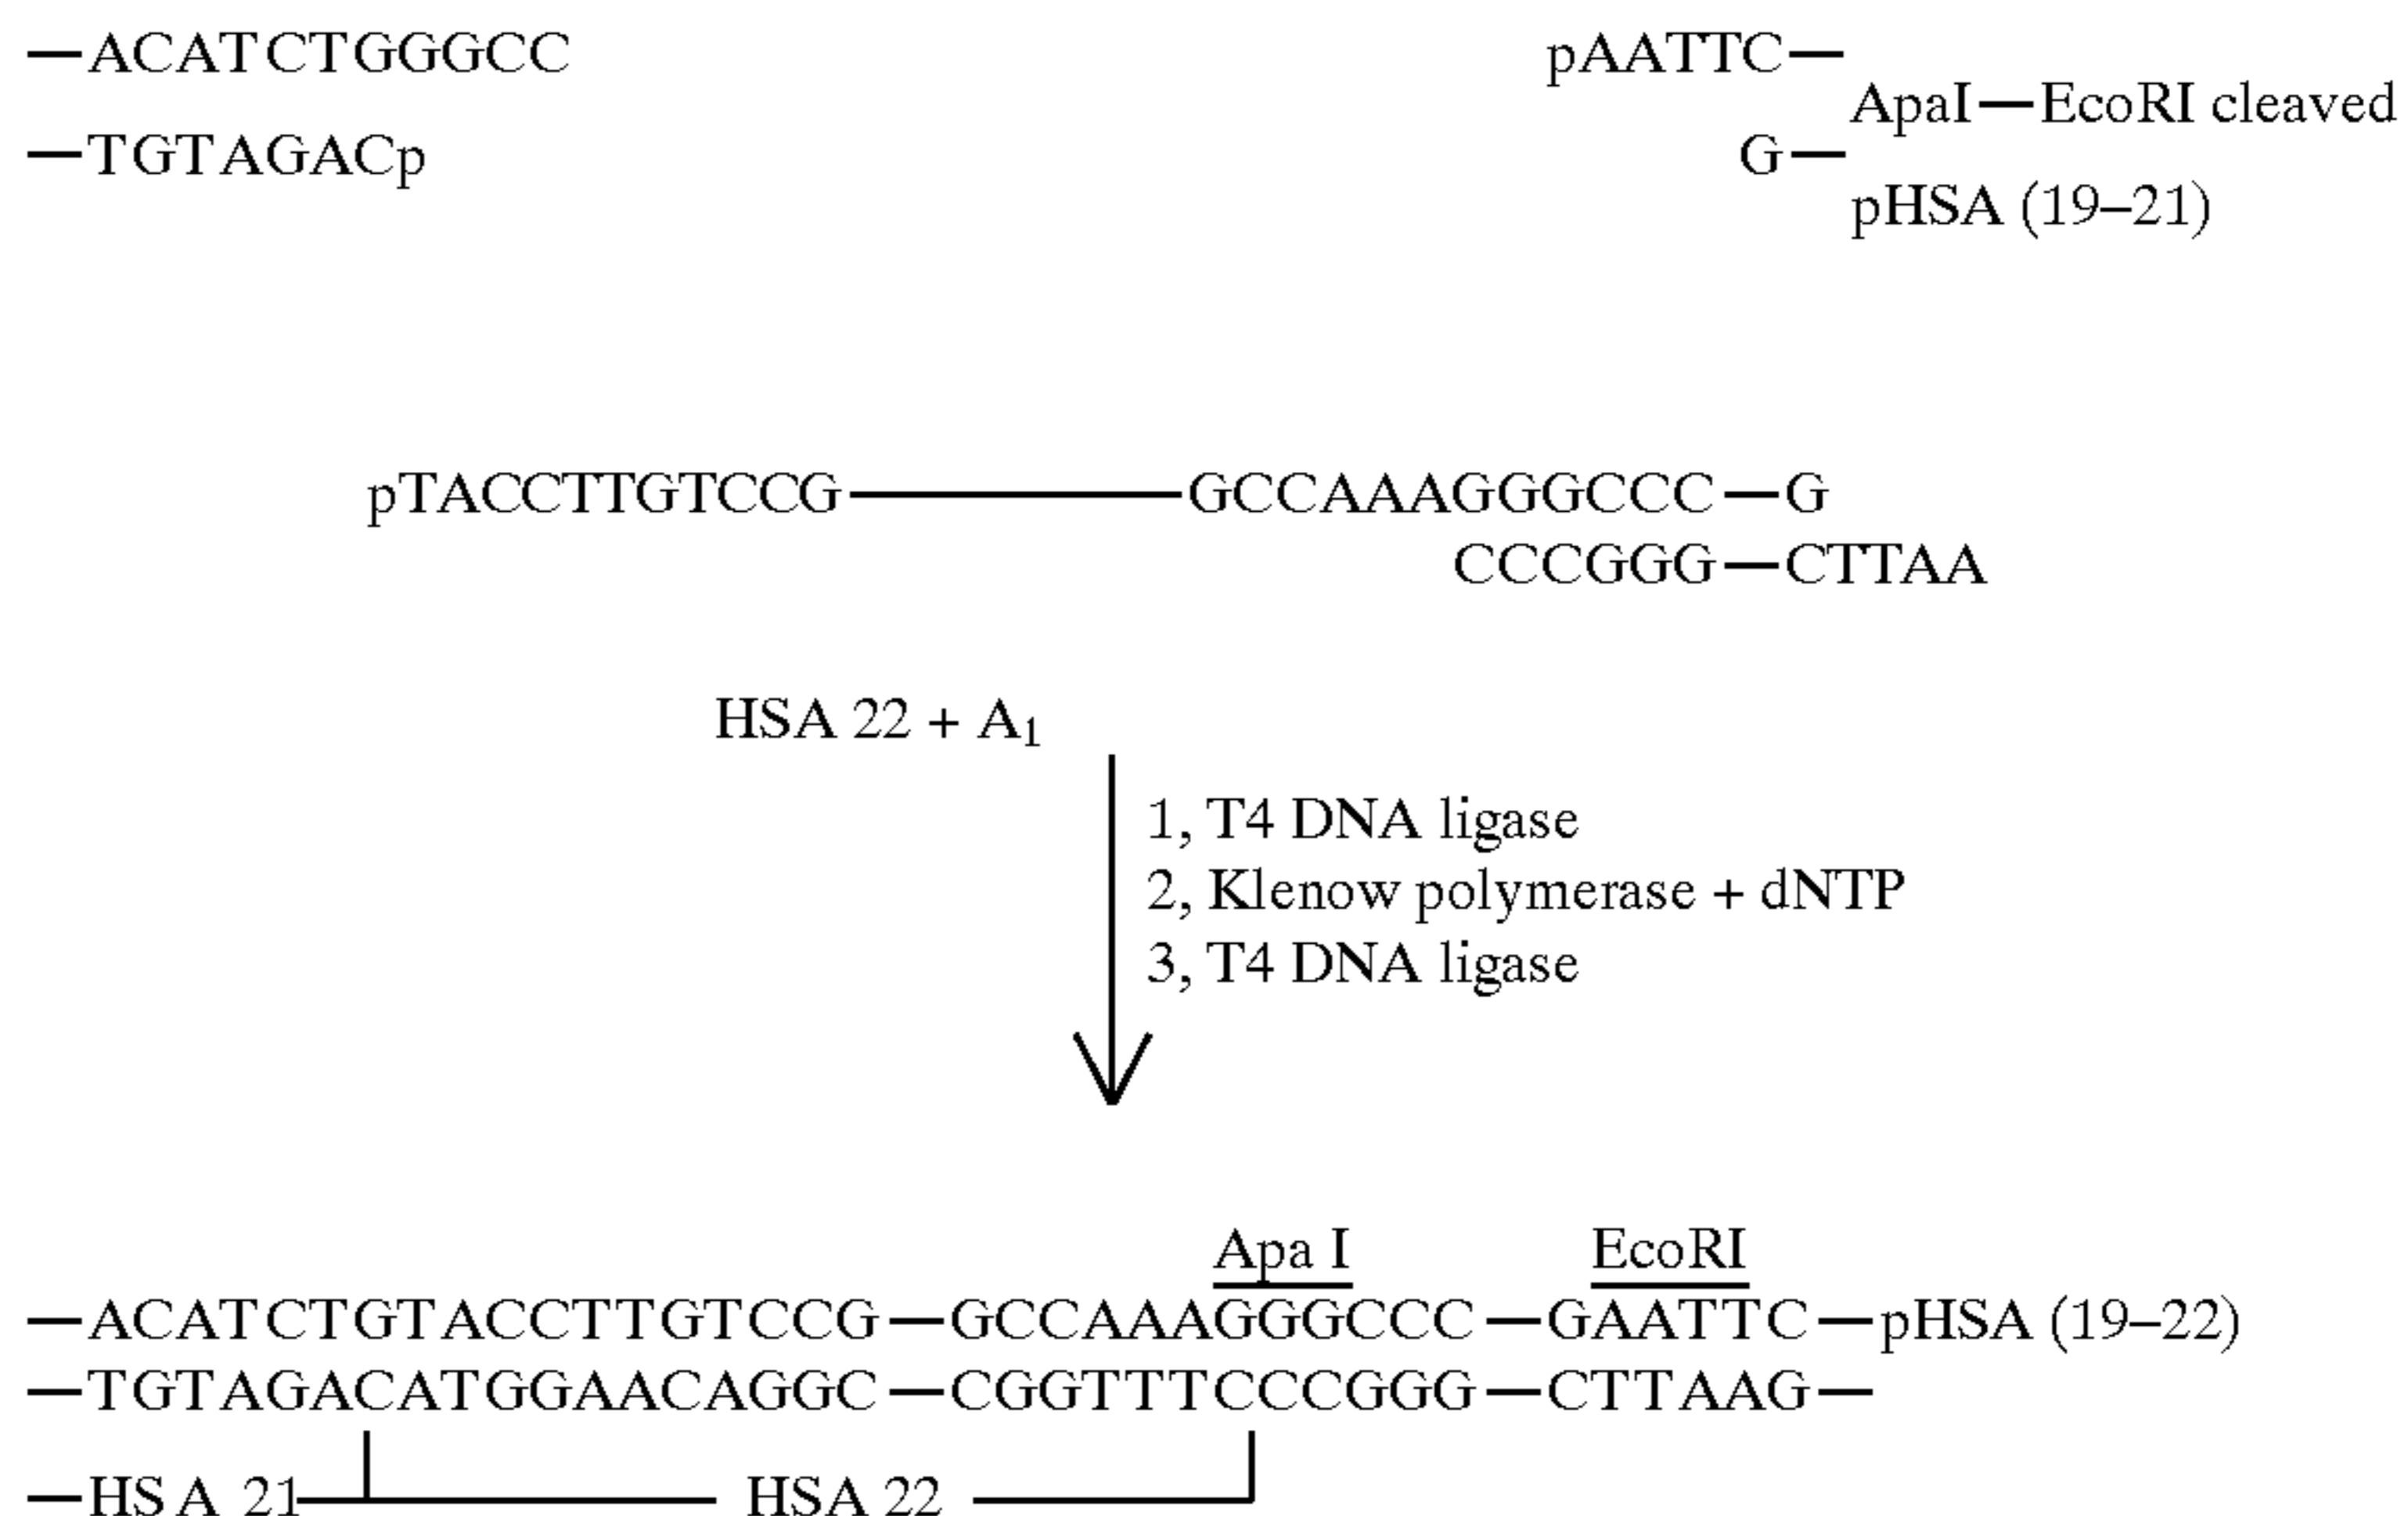 —ACATCTGGGCC pAATTC—
ApaI—EcoRI cleaved
—TGTAGACp G—
pHSA (19–21)
pTACCTTGTCCG—GCCAAAGGGCCC—G
CCCGGG—CTTAA
HSA 22 + A1
1, T4 DNA ligase
2, Klenow polymerase + dNTP
3, T4 DNA ligase
Apa I EcoRI
—ACATCTGTACCTTGTCCG—GCCAAAGGGCCC—GAATTC—pHSA (19–22)
—TGTAGACATGGAACAGGC—CGGTTTCCCGGG—CTTAAG—
—HSA 21 HSA 22